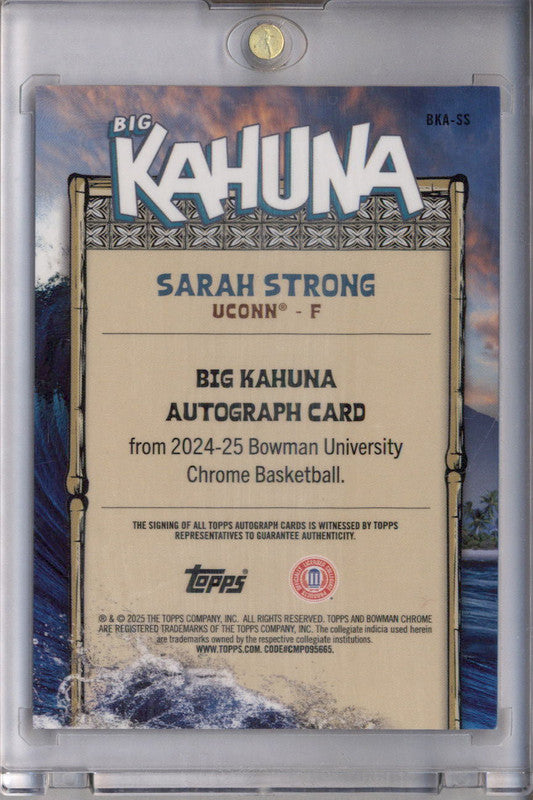 BKA-SS
BIG
KAHUNA
SARAH STRONG
UCONN® - F
BIG KAHUNA
AUTOGRAPH CARD
from 2024-25 Bowman University
Chrome Basketball.
THE SIGNING OF ALL TOPPS AUTOGRAPH CARDS IS WITNESSED BY TOPPS
REPRESENTATIVES TO GUARANTEE AUTHENTICITY.
topps®
® & © 2025 THE TOPPS COMPANY, INC. ALL RIGHTS RESERVED. TOPPS AND BOWMAN CHROME
ARE REGISTERED TRADEMARKS OF THE TOPPS COMPANY, INC. The collegiate indicia used herein
are trademarks owned by the respective collegiate institutions.
WWW.TOPPS.COM. CODE#CMP095665.